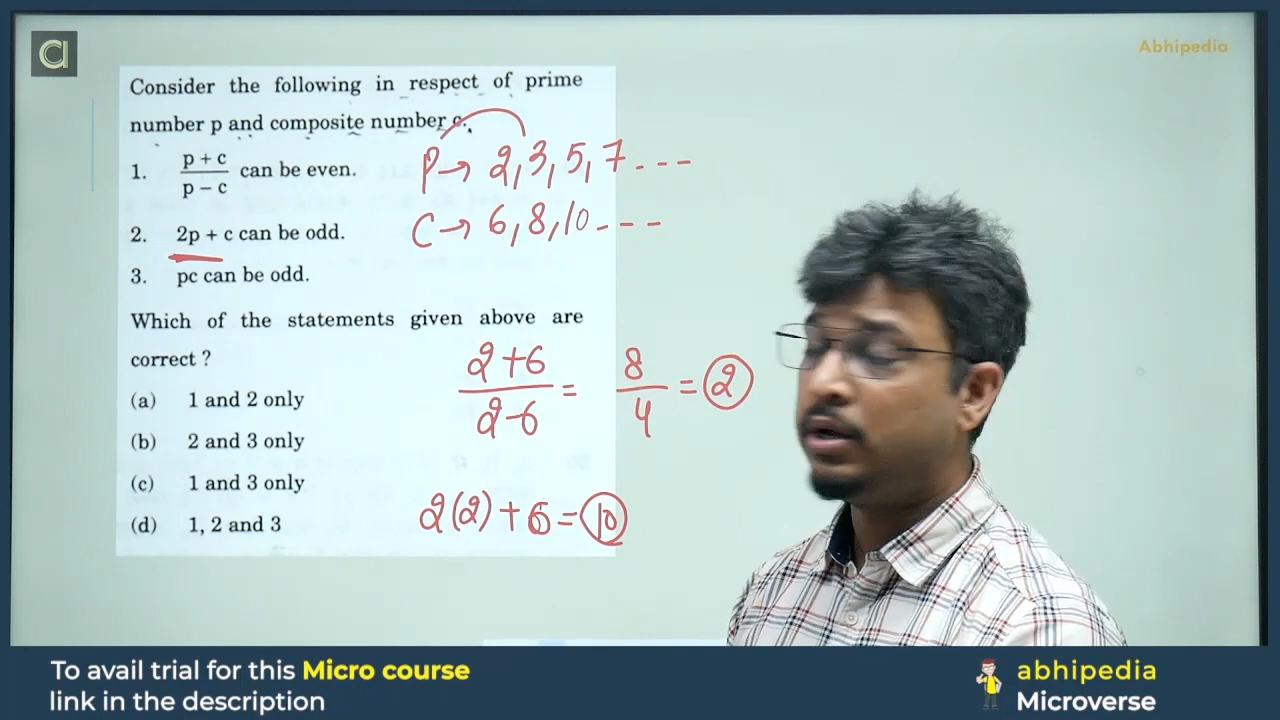 Abhipedia
Consider the following in respect of prime
number p and composite number c.
1. p + c / p – c can be even.
2. 2p + c can be odd.
3. pc can be odd.
P → 2, 3, 5, 7 - - -
C → 6, 8, 10 - - -
Which of the statements given above are
correct ?
(a) 1 and 2 only
(b) 2 and 3 only
(c) 1 and 3 only
(d) 1, 2 and 3
2+6 / 2-6 = 8 / 4 = 2
2(2) + 6 = 10
To avail trial for this Micro course
link in the description
abhipedia
Microverse